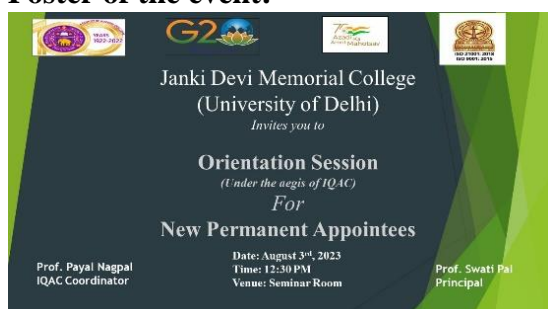 Poster of the event:
G20
Janki Devi Memorial College
(University of Delhi)
Invites you to
Orientation Session
(Under the aegis of IQAC)
For
New Permanent Appointees
Date: August 3rd, 2023
Time: 12:30 PM
Venue: Seminar Room
Prof. Payal Nagpal
IQAC Coordinator
Prof. Swati Pal
Principal